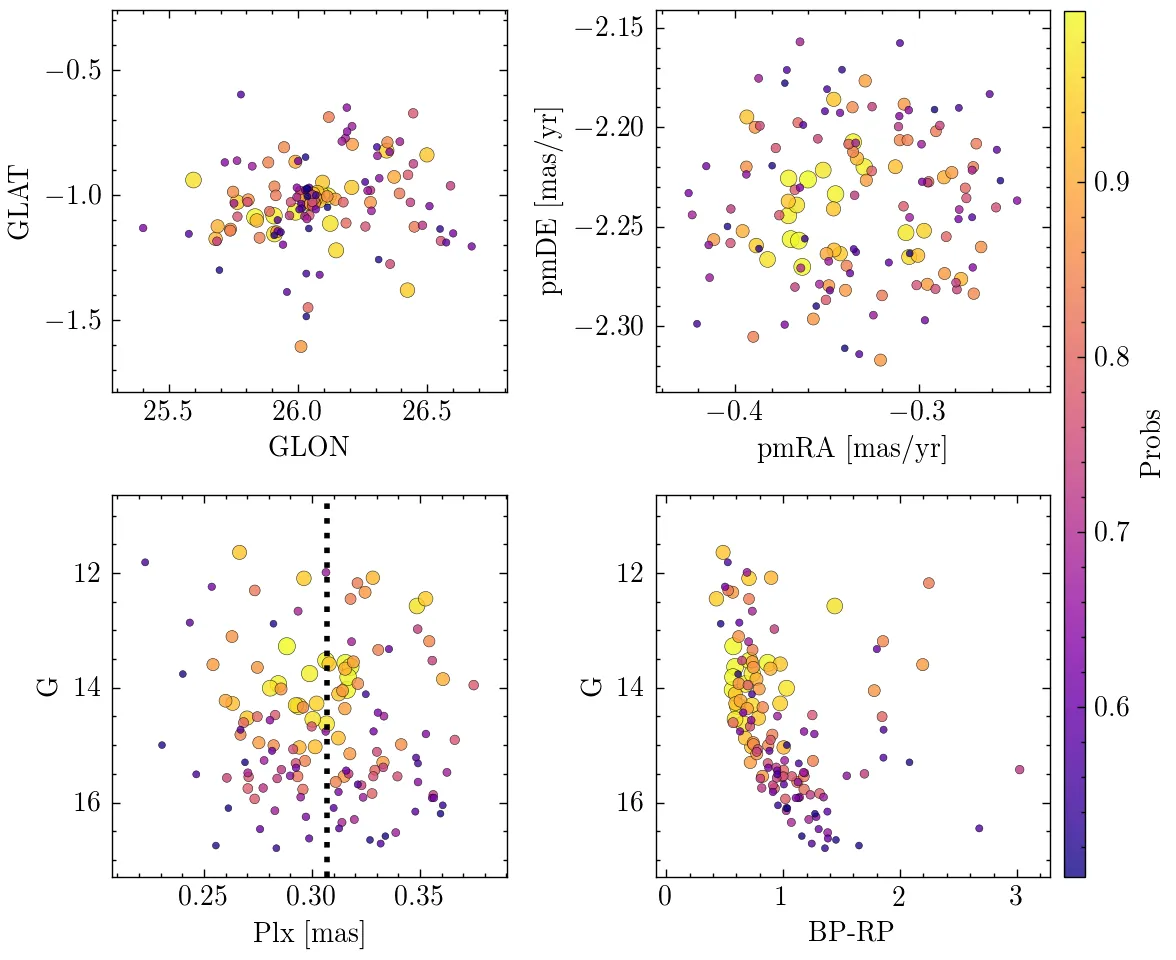 −0.5
−1.0
−1.5
GLAT
25.5 26.0 26.5
GLON
−2.15
−2.20
−2.25
−2.30
pmDE [mas/yr]
−0.4 −0.3
pmRA [mas/yr]
0.9
0.8
0.7
0.6
Probs
12
14
16
G
0.25 0.30 0.35
Plx [mas]
12
14
16
G
0 1 2 3
BP-RP